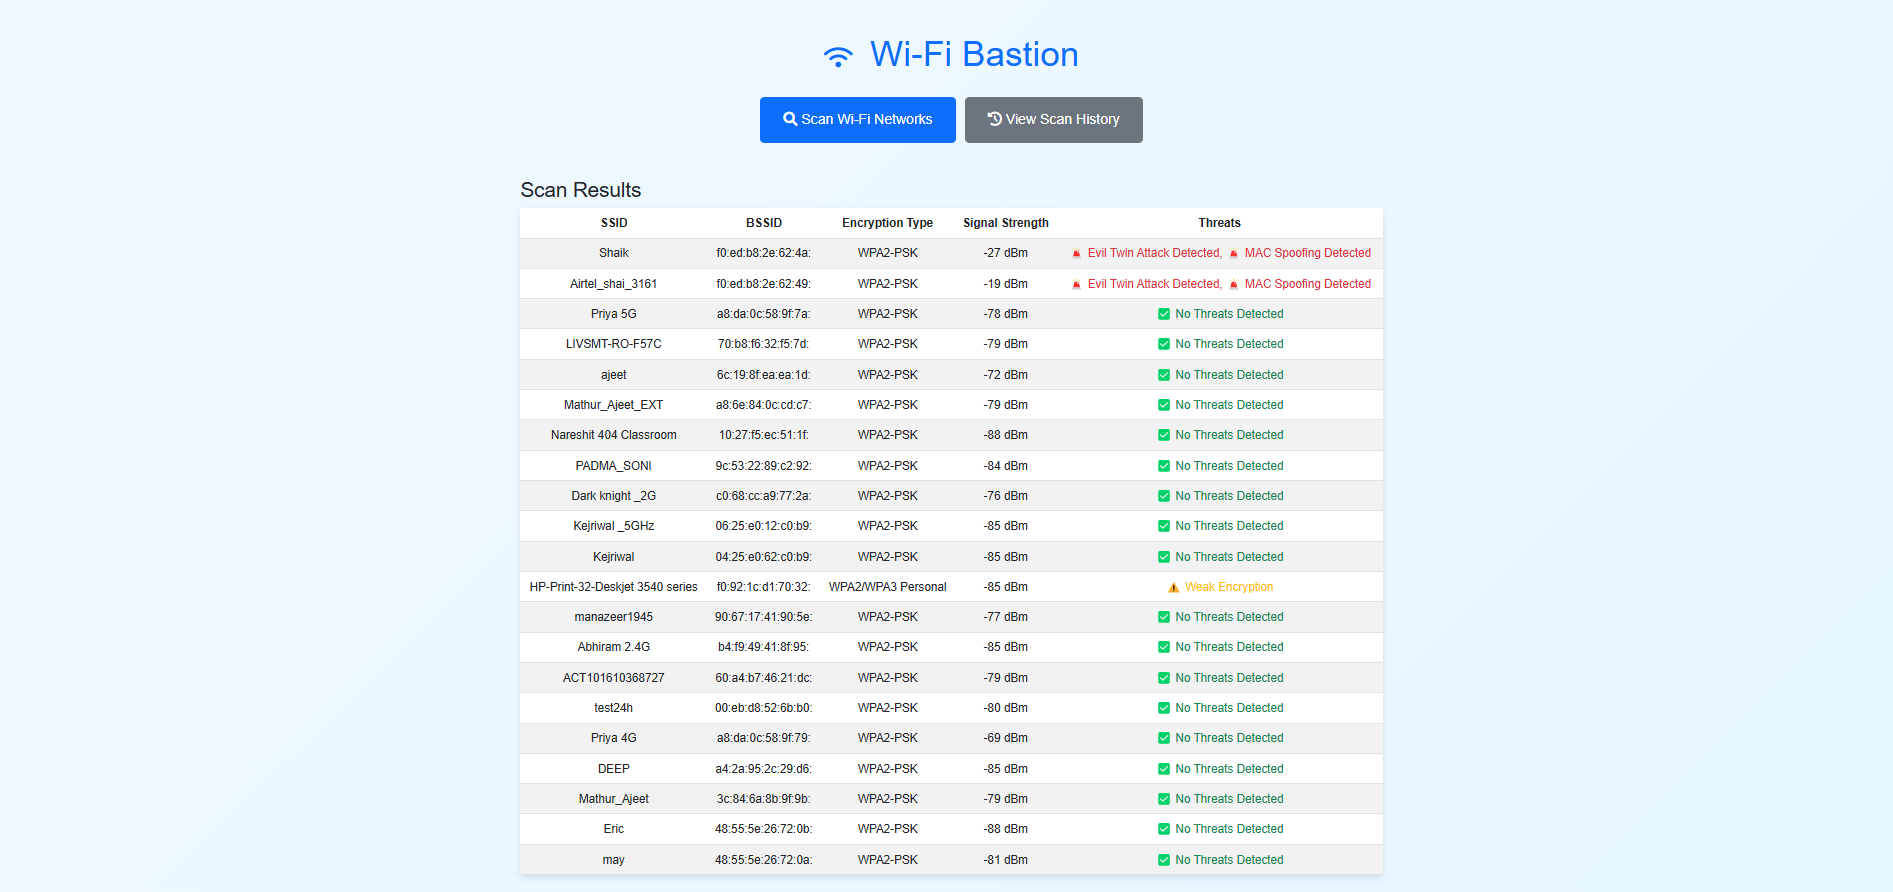 Wi-Fi Bastion
Scan Wi-Fi Networks View Scan History
Scan Results
SSID BSSID Encryption Type Signal Strength Threats
Shaik f0:ed:b8:2e:62:4a: WPA2-PSK -27 dBm Evil Twin Attack Detected, MAC Spoofing Detected
Airtel_shai_3161 f0:ed:b8:2e:62:49: WPA2-PSK -19 dBm Evil Twin Attack Detected, MAC Spoofing Detected
Priya 5G a8:da:0c:58:9f:7a: WPA2-PSK -78 dBm No Threats Detected
LIVSMT-RO-F57C 70:b8:f6:32:f5:7d: WPA2-PSK -79 dBm No Threats Detected
ajeet 6c:19:8f:ea:ea:1d: WPA2-PSK -72 dBm No Threats Detected
Mathur_Ajeet_EXT a8:6e:84:0c:cd:c7: WPA2-PSK -79 dBm No Threats Detected
Nareshit 404 Classroom 10:27:f5:ec:51:1f: WPA2-PSK -88 dBm No Threats Detected
PADMA_SONI 9c:53:22:89:c2:92: WPA2-PSK -84 dBm No Threats Detected
Dark knight _2G c0:68:cc:a9:77:2a: WPA2-PSK -76 dBm No Threats Detected
Kejriwal _5GHz 06:25:e0:12:c0:b9: WPA2-PSK -85 dBm No Threats Detected
Kejriwal 04:25:e0:62:c0:b9: WPA2-PSK -85 dBm No Threats Detected
HP-Print-32-Deskjet 3540 series f0:92:1c:d1:70:32: WPA2/WPA3 Personal -85 dBm Weak Encryption
manazeer1945 90:67:17:41:90:5e: WPA2-PSK -77 dBm No Threats Detected
Abhiram 2.4G b4:f9:49:41:8f:95: WPA2-PSK -85 dBm No Threats Detected
ACT101610368727 60:a4:b7:46:21:dc: WPA2-PSK -79 dBm No Threats Detected
test24h 00:eb:d8:52:6b:b0: WPA2-PSK -80 dBm No Threats Detected
Priya 4G a8:da:0c:58:9f:79: WPA2-PSK -69 dBm No Threats Detected
DEEP a4:2a:95:2c:29:d6: WPA2-PSK -85 dBm No Threats Detected
Mathur_Ajeet 3c:84:6a:8b:9f:9b: WPA2-PSK -79 dBm No Threats Detected
Eric 48:55:5e:26:72:0b: WPA2-PSK -88 dBm No Threats Detected
may 48:55:5e:26:72:0a: WPA2-PSK -81 dBm No Threats Detected